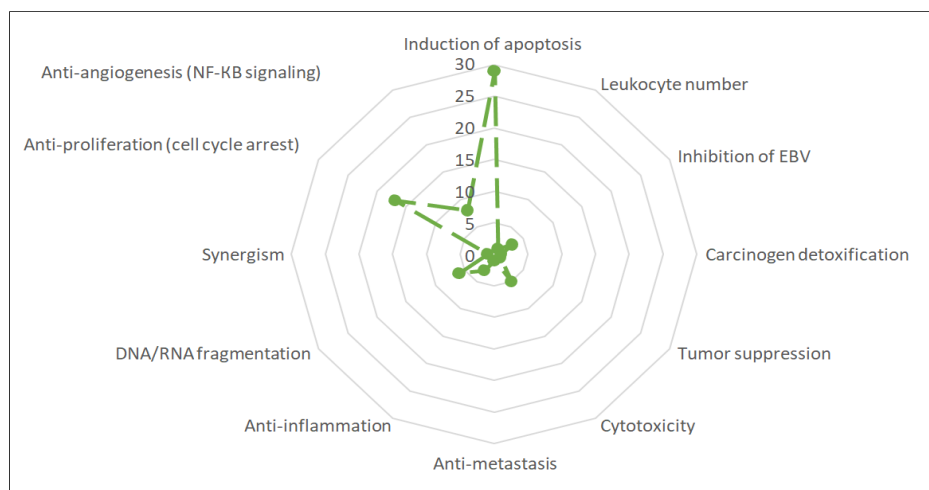 Induction of apoptosis
Anti-angiogenesis (NF-KB signaling)
Leukocyte number
Anti-proliferation (cell cycle arrest)
Inhibition of EBV
Synergism
Carcinogen detoxification
DNA/RNA fragmentation
Tumor suppression
Anti-inflammation
Cytotoxicity
Anti-metastasis
30
25
20
15
10
5
0